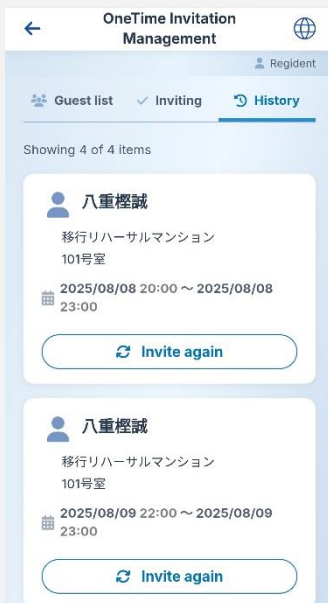 OneTime Invitation
Management
Regident
Guest list
Inviting
History
Showing 4 of 4 items
八重樫誠
移行リハーサルマンション
101号室
2025/08/08 20:00 〜 2025/08/08
23:00
Invite again
八重樫誠
移行リハーサルマンション
101号室
2025/08/09 22:00 〜 2025/08/09
23:00
Invite again